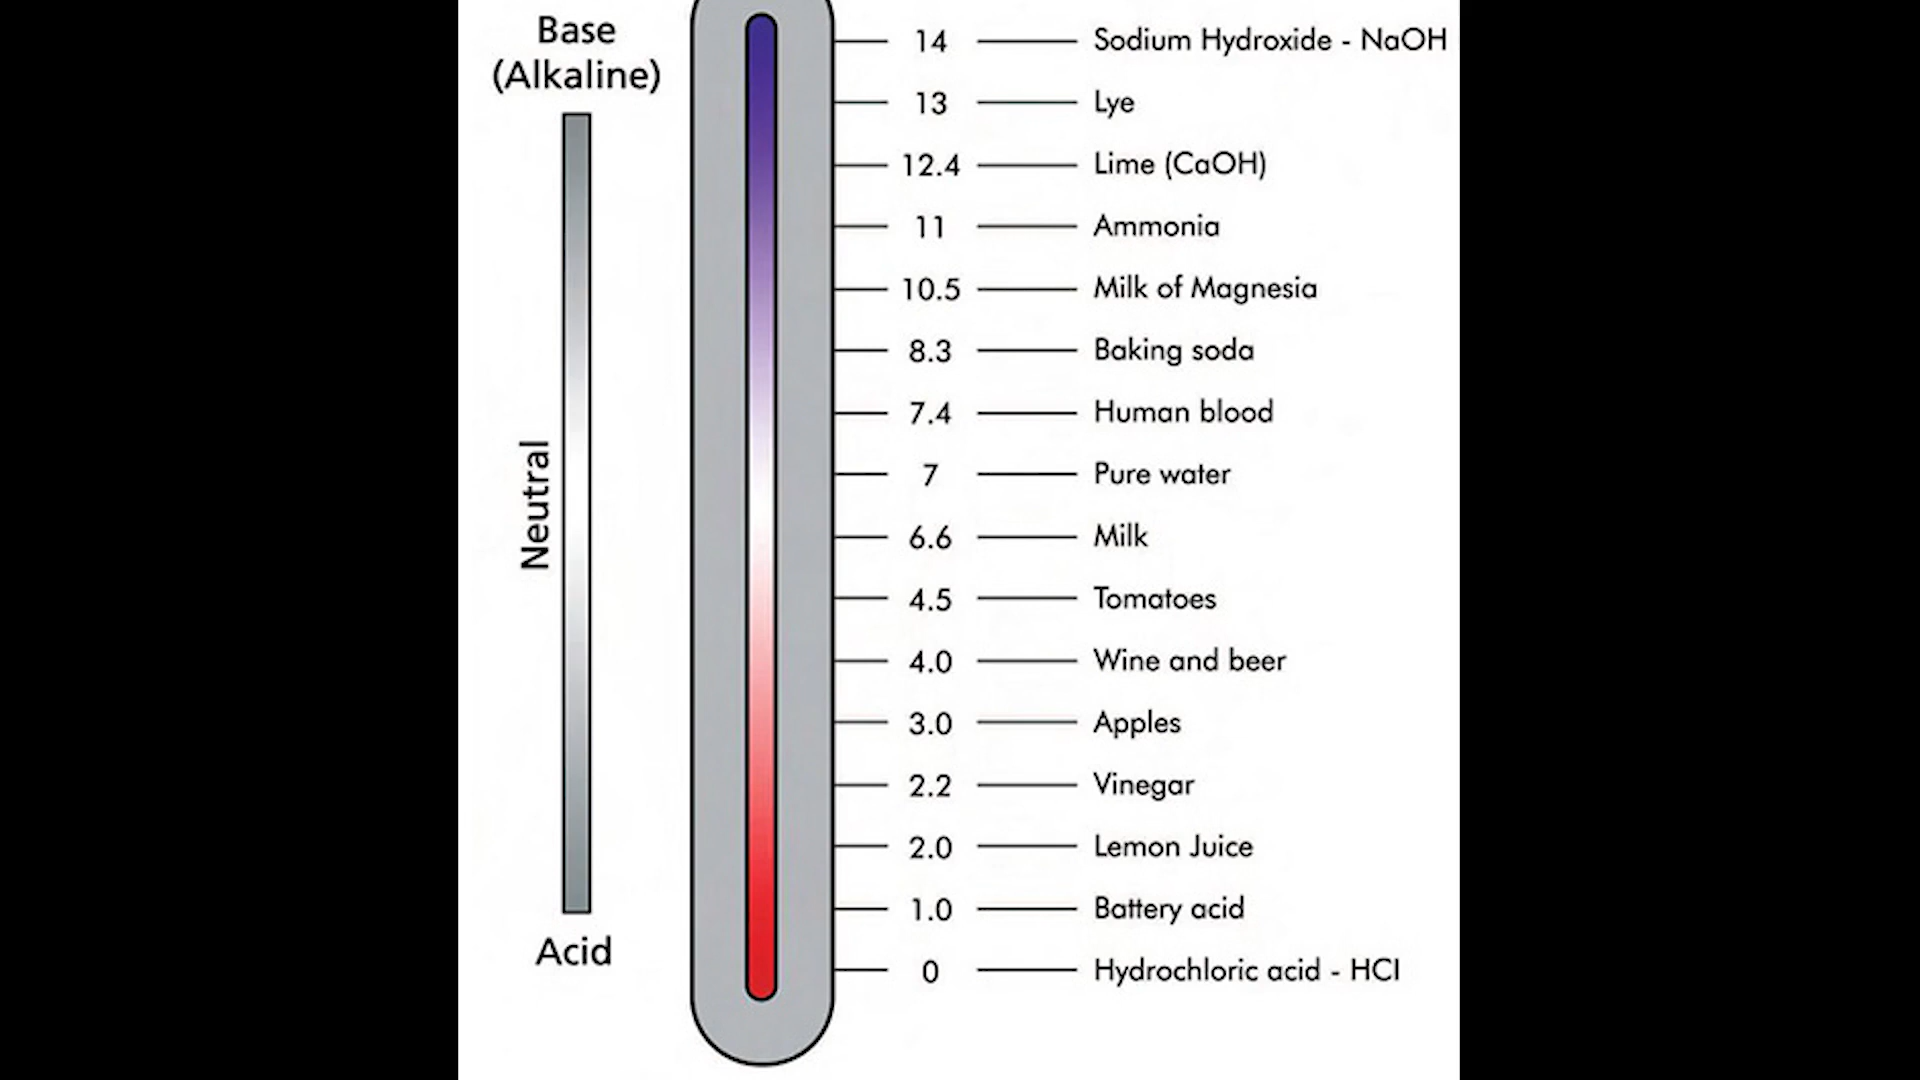 Base
(Alkaline)
Neutral
Acid
14 Sodium Hydroxide - NaOH
13 Lye
12.4 Lime (CaOH)
11 Ammonia
10.5 Milk of Magnesia
8.3 Baking soda
7.4 Human blood
7 Pure water
6.6 Milk
4.5 Tomatoes
4.0 Wine and beer
3.0 Apples
2.2 Vinegar
2.0 Lemon Juice
1.0 Battery acid
0 Hydrochloric acid - HCl